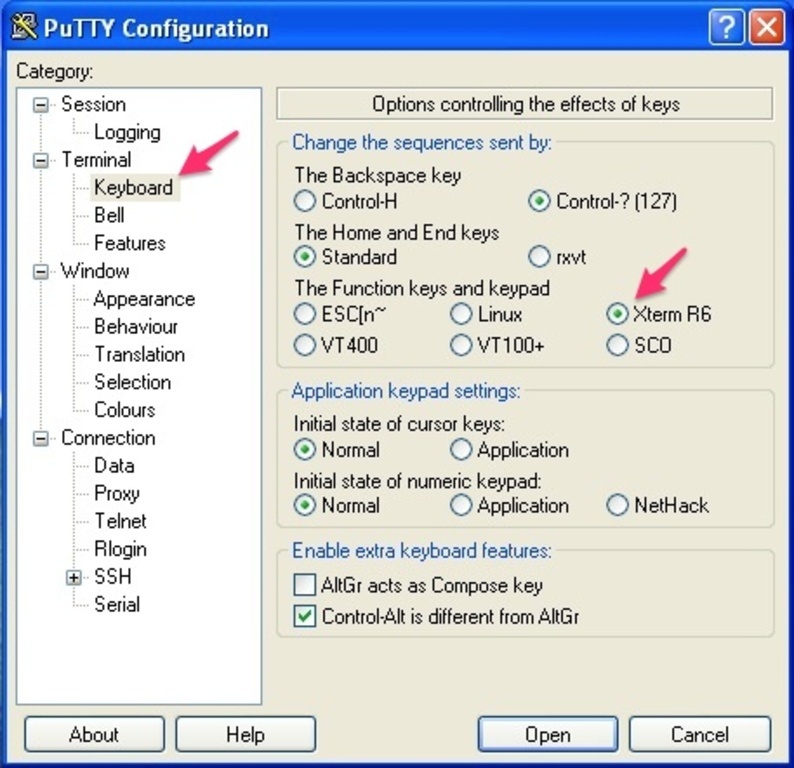 PuTTY Configuration
Category:
Session
Logging
Terminal
Keyboard
Bell
Features
Window
Appearance
Behaviour
Translation
Selection
Colours
Connection
Data
Proxy
Telnet
Rlogin
SSH
Serial
Options controlling the effects of keys
Change the sequences sent by:
The Backspace key
Control-H Control-? (127)
The Home and End keys
Standard rxvt
The Function keys and keypad
ESC[n~ Linux Xterm R6
VT400 VT100+ SCO
Application keypad settings:
Initial state of cursor keys:
Normal Application
Initial state of numeric keypad:
Normal Application NetHack
Enable extra keyboard features:
AltGr acts as Compose key
Control-Alt is different from AltGr
About Help Open Cancel